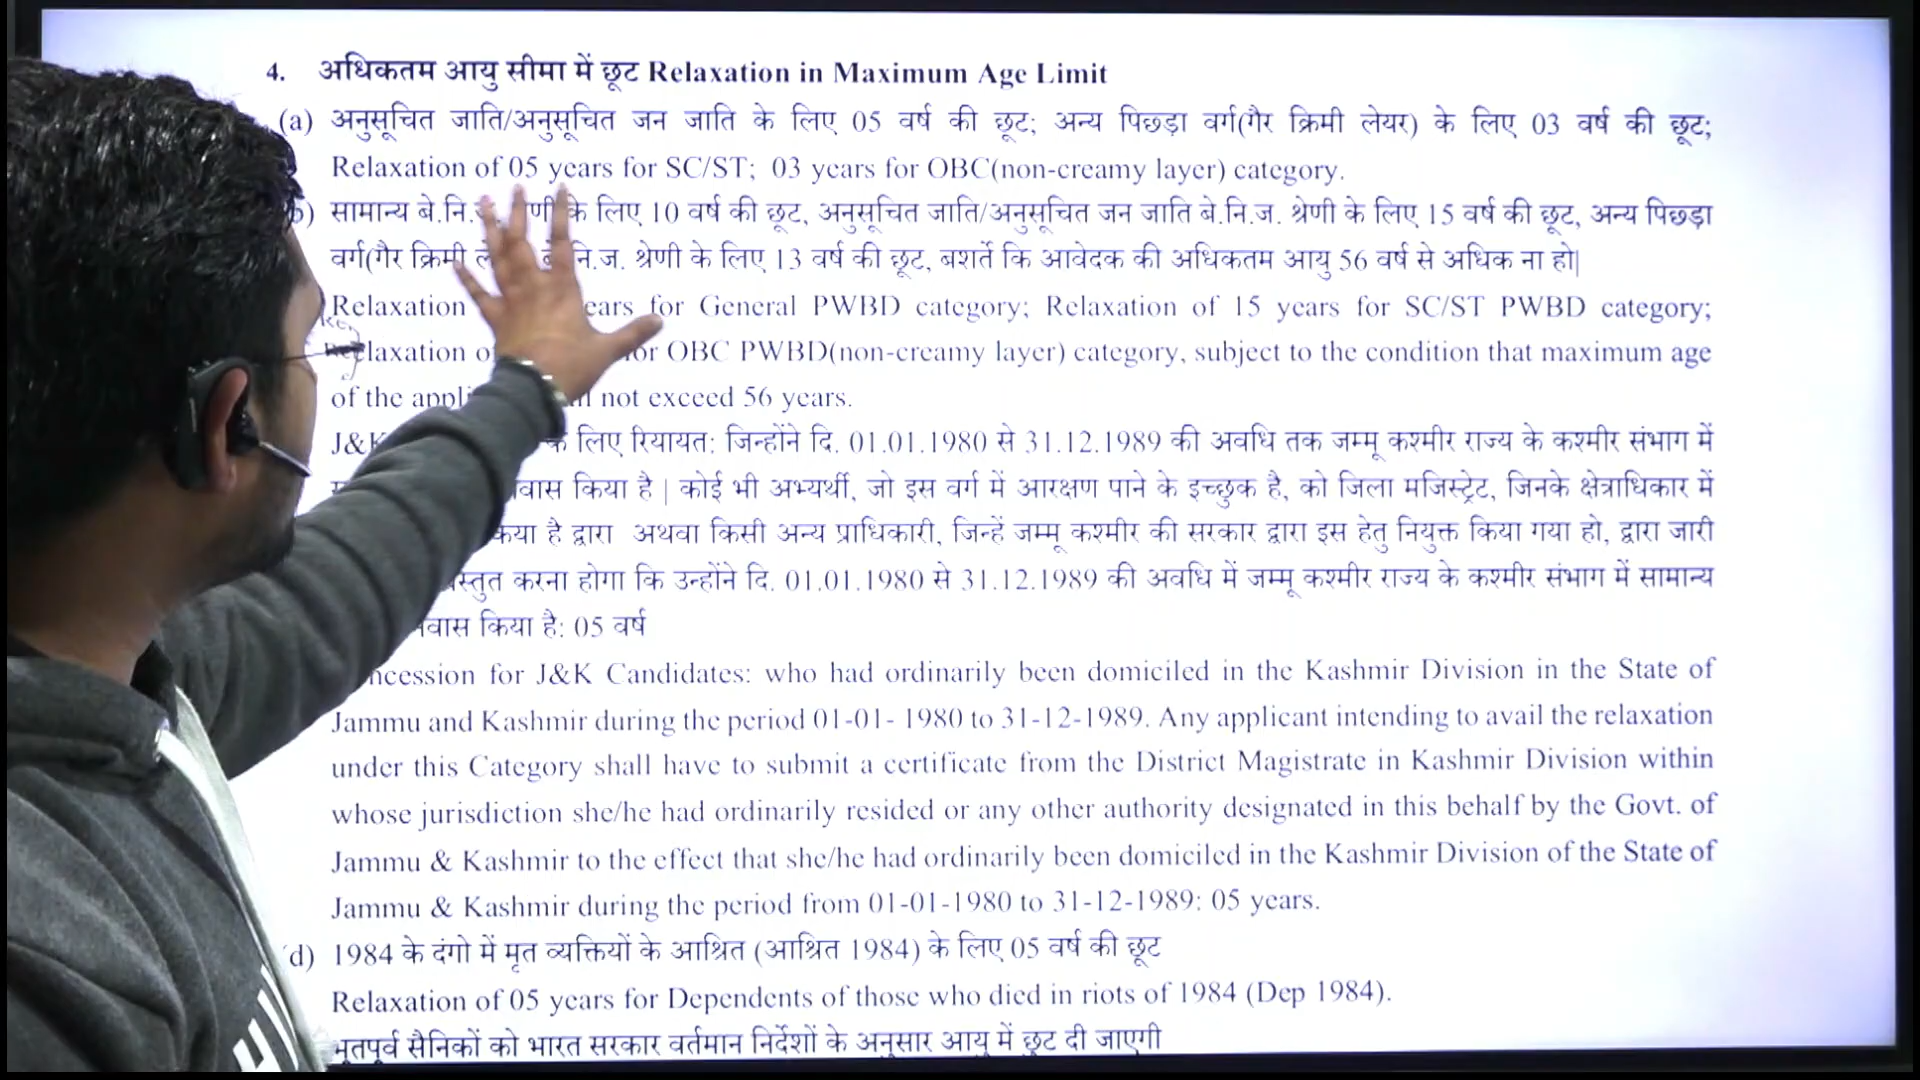 4. अधिकतम आयु सीमा में छूट Relaxation in Maximum Age Limit
(a) अनुसूचित जाति/अनुसूचित जन जाति के लिए 05 वर्ष की छूट; अन्य पिछड़ा वर्ग(गैर क्रिमी लेयर) के लिए 03 वर्ष की छूट;
Relaxation of 05 years for SC/ST; 03 years for OBC(non-creamy layer) category.
सामान्य बे.नि. के लिए 10 वर्ष की छूट, अनुसूचित जाति/अनुसूचित जन जाति बे.नि.ज. श्रेणी के लिए 15 वर्ष की छूट, अन्य पिछड़ा
वर्ग(गैर क्रिमी नि.ज. श्रेणी के लिए 13 वर्ष की छूट, बशर्ते कि आवेदक की अधिकतम आयु 56 वर्ष से अधिक ना हो|
Relaxation for General PWBD category; Relaxation of 15 years for SC/ST PWBD category;
OBC PWBD(non-creamy layer) category, subject to the condition that maximum age
of the not exceed 56 years.
के लिए रियायत: जिन्होंने दि. 01.01.1980 से 31.12.1989 की अवधि तक जम्मू कश्मीर राज्य के कश्मीर संभाग में
किया है | कोई भी अभ्यर्थी, जो इस वर्ग में आरक्षण पाने के इच्छुक है, को जिला मजिस्ट्रेट, जिनके क्षेत्राधिकार में
है द्वारा अथवा किसी अन्य प्राधिकारी, जिन्हें जम्मू कश्मीर की सरकार द्वारा इस हेतु नियुक्त किया गया हो, द्वारा जारी
करना होगा कि उन्होंने दि. 01.01.1980 से 31.12.1989 की अवधि में जम्मू कश्मीर राज्य के कश्मीर संभाग में सामान्य
किया है: 05 वर्ष
for J&K Candidates: who had ordinarily been domiciled in the Kashmir Division in the State of
Jammu and Kashmir during the period 01-01- 1980 to 31-12-1989. Any applicant intending to avail the relaxation
under this Category shall have to submit a certificate from the District Magistrate in Kashmir Division within
whose jurisdiction she/he had ordinarily resided or any other authority designated in this behalf by the Govt. of
Jammu & Kashmir to the effect that she/he had ordinarily been domiciled in the Kashmir Division of the State of
Jammu & Kashmir during the period from 01-01-1980 to 31-12-1989: 05 years.
d) 1984 के दंगो में मृत व्यक्तियों के आश्रित (आश्रित 1984) के लिए 05 वर्ष की छूट
Relaxation of 05 years for Dependents of those who died in riots of 1984 (Dep 1984).
भूतपूर्व सैनिकों को भारत सरकार वर्तमान निर्देशों के अनुसार आयु में छूट दी जाएगी